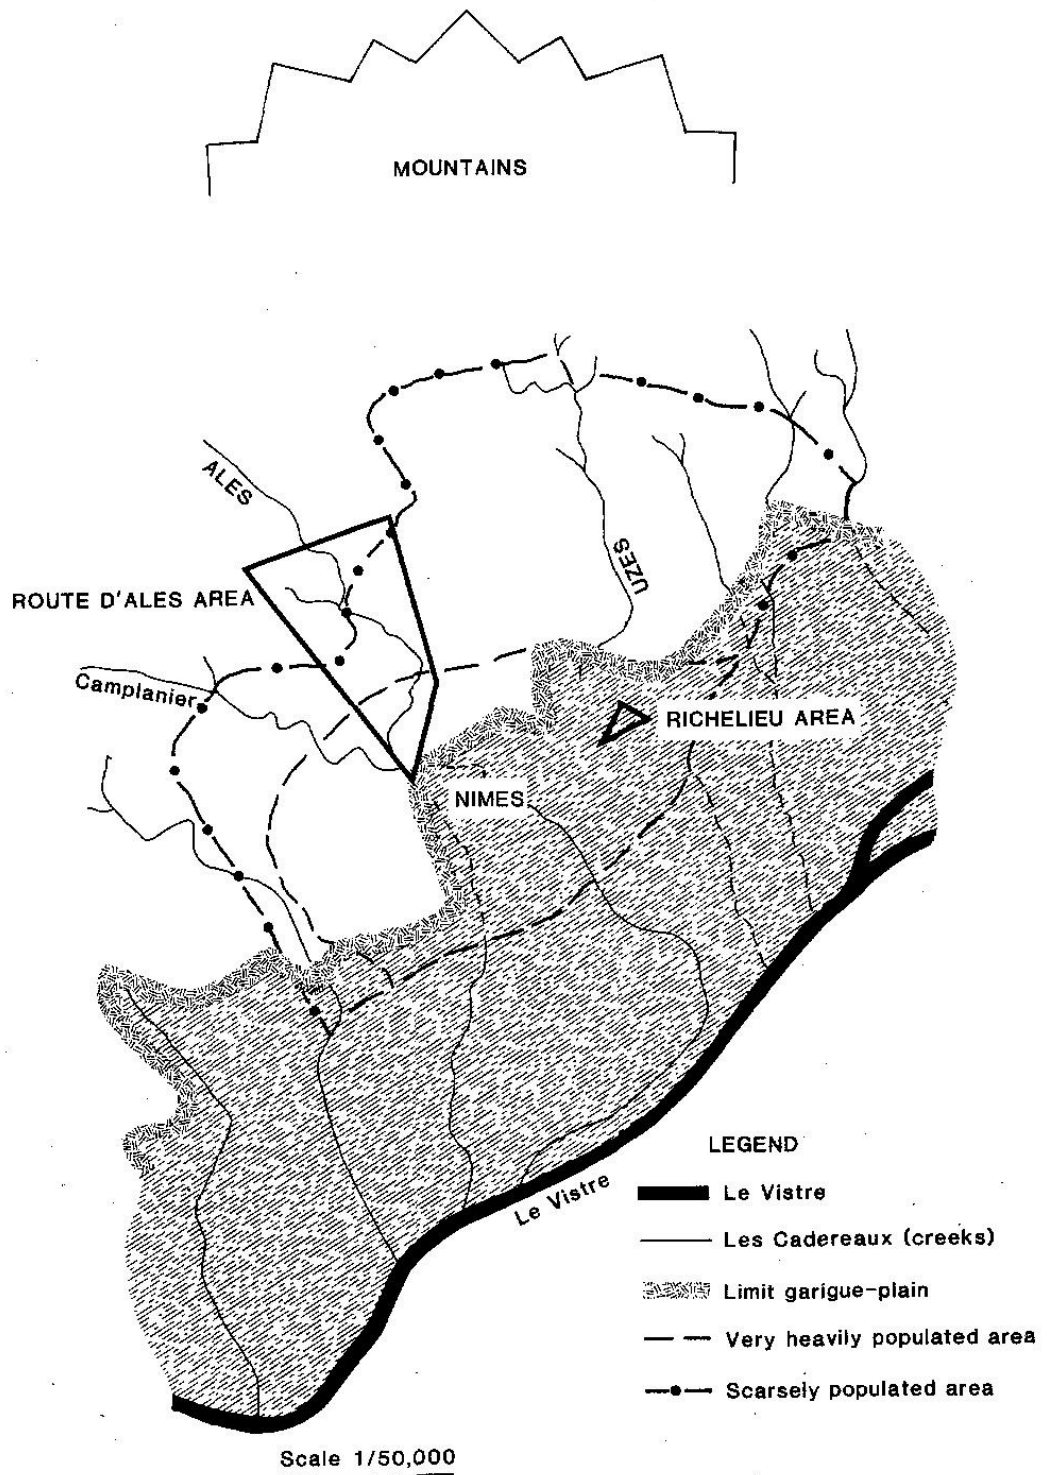 MOUNTAINS
ALES
UZES
ROUTE D'ALES AREA
Camplanier
RICHELIEU AREA
NIMES
LEGEND
Le Vistre
Le Vistre
Les Cadereaux (creeks)
Limit garigue-plain
Very heavily populated area
Scarsely populated area
Scale 1/50,000